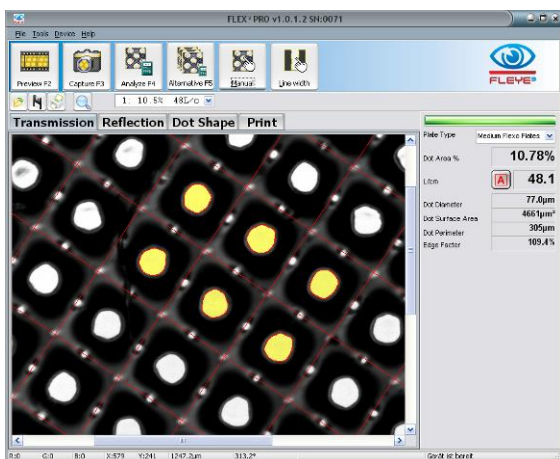 FLEX³PRO v1.0.1.2 SN:0071
File Tools Device Help
Preview F2
Capture F3
Analyze F4
Alternative F5
Manual
Line width
FLEYE³
1: 10.5% 48L/c
Transmission Reflection Dot Shape Print
Plate Type Medium Flexo Plates
Dot Area % 10.78%
L/cm A 48.1
Dot Diameter 77.0µm
Dot Surface Area 4661µm²
Dot Perimeter 305µm
Edge Factor 109.4%
R:0 G:0 B:0 X:579 Y:241 1247.2µm 313.2° Gerät ist bereit